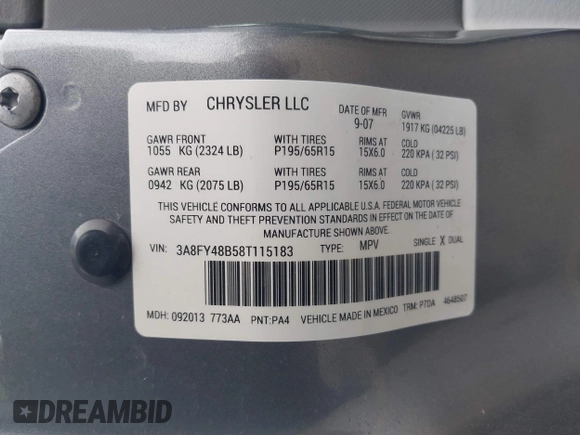 MFD BY CHRYSLER LLC DATE OF MFR GVWR
9-07 1917 KG (04225 LB)
GAWR FRONT WITH TIRES RIMS AT COLD
1055 KG (2324 LB) P195/65R15 15X6.0 220 KPA ( 32 PSI)
GAWR REAR WITH TIRES RIMS AT COLD
0942 KG (2075 LB) P195/65R15 15X6.0 220 KPA ( 32 PSI)
THIS VEHICLE CONFORMS TO ALL APPLICABLE U.S.A. FEDERAL MOTOR VEHICLE
SAFETY AND THEFT PREVENTION STANDARDS IN EFFECT ON THE DATE OF
MANUFACTURE SHOWN ABOVE.
VIN: 3A8FY48B58T115183 TYPE: MPV SINGLE X DUAL
MDH: 092013 773AA PNT:PA4 VEHICLE MADE IN MEXICO TRM: P7DA 4648507
DREAMBID